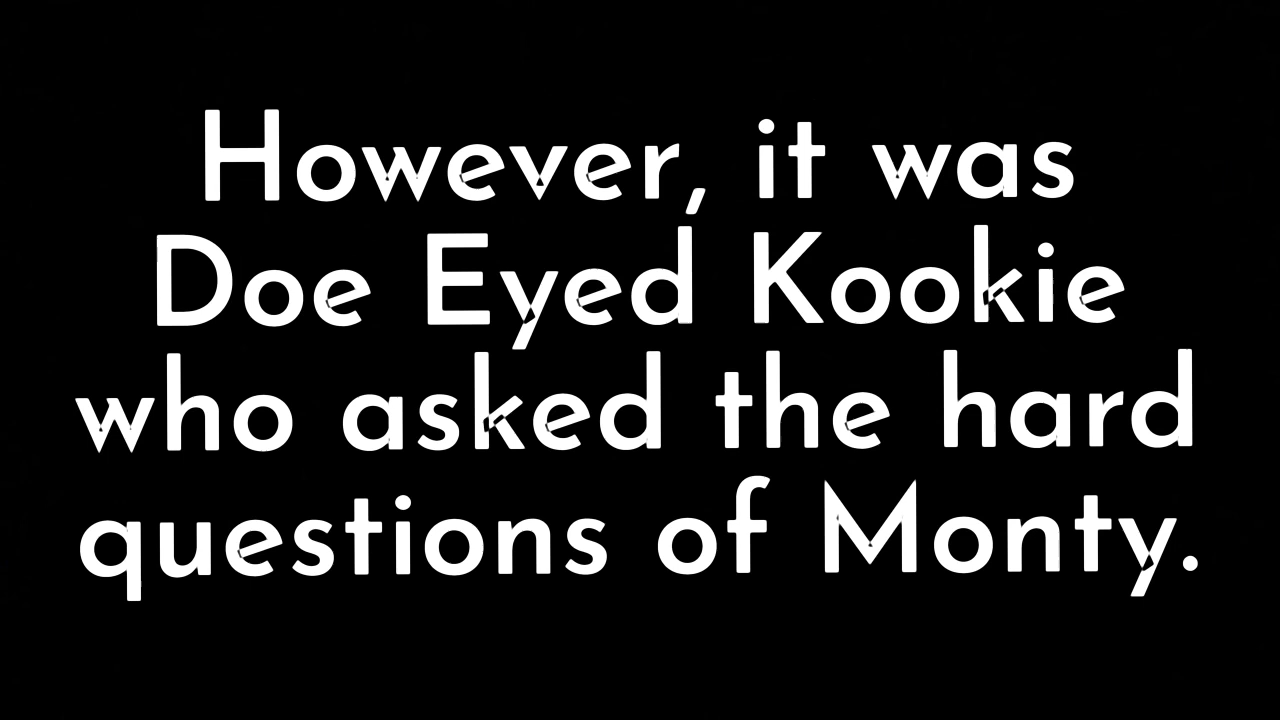 However, it was
Doe Eyed Kookie
who asked the hard
questions of Monty.